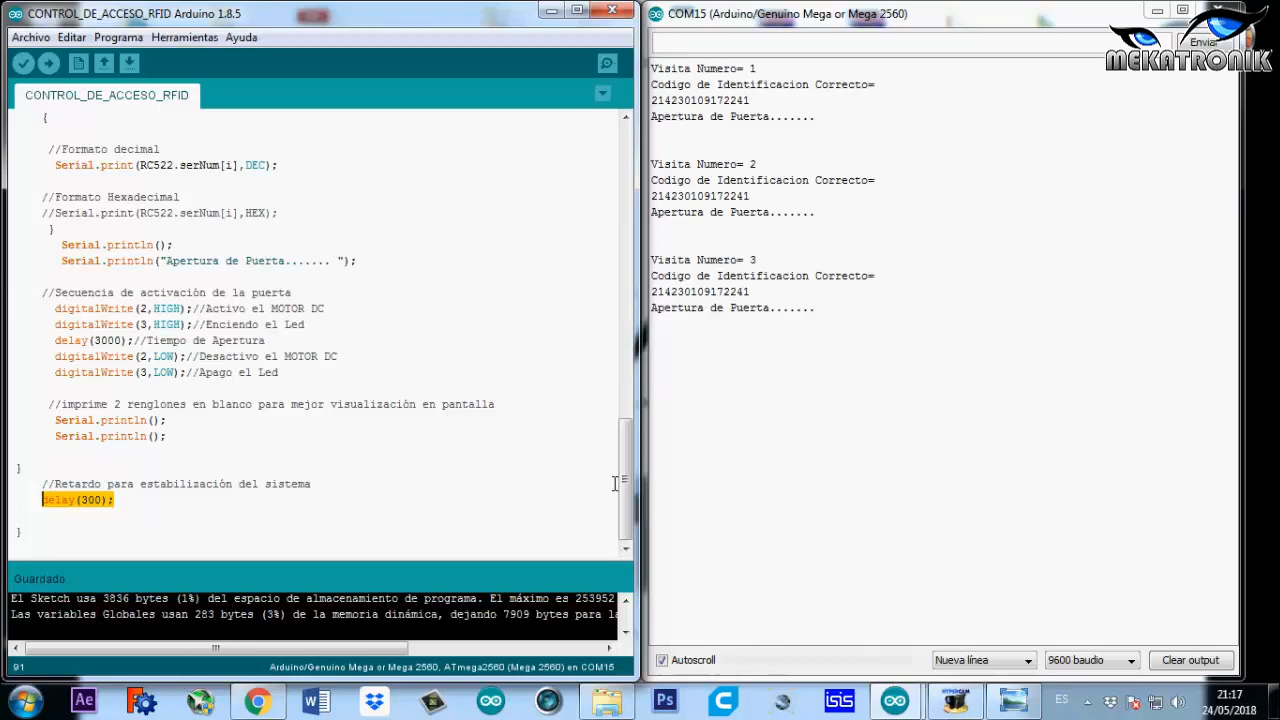 CONTROL_DE_ACCESO_RFID Arduino 1.8.5
Archivo Editar Programa Herramientas Ayuda
CONTROL_DE_ACCESO_RFID
{
//Formato decimal
Serial.print(RC522.serNum[i],DEC);
//Formato Hexadecimal
//Serial.print(RC522.serNum[i],HEX);
}
Serial.println();
Serial.println("Apertura de Puerta....... ");
//Secuencia de activación de la puerta
digitalWrite(2,HIGH);//Activo el MOTOR DC
digitalWrite(3,HIGH);//Enciendo el Led
delay(3000);//Tiempo de Apertura
digitalWrite(2,LOW);//Desactivo el MOTOR DC
digitalWrite(3,LOW);//Apago el Led
//imprime 2 renglones en blanco para mejor visualización en pantalla
Serial.println();
Serial.println();
}
//Retardo para estabilización del sistema
delay(300);
}
Guardado.
El Sketch usa 3836 bytes (1%) del espacio de almacenamiento de programa. El máximo es 253952
Las variables Globales usan 283 bytes (3%) de la memoria dinámica, dejando 7909 bytes para la
91
Arduino/Genuino Mega or Mega 2560, ATmega2560 (Mega 2560) en COM15
COM15 (Arduino/Genuino Mega or Mega 2560)
Enviar
MEKATRONIK
Visita Numero= 1
Codigo de Identificacion Correcto=
214230109172241
Apertura de Puerta.......
Visita Numero= 2
Codigo de Identificacion Correcto=
214230109172241
Apertura de Puerta.......
Visita Numero= 3
Codigo de Identificacion Correcto=
214230109172241
Apertura de Puerta.......
Autoscroll
Nueva línea
9600 baudio
Clear output
Ae
W
Ps
isis
ES
21:17
24/05/2018